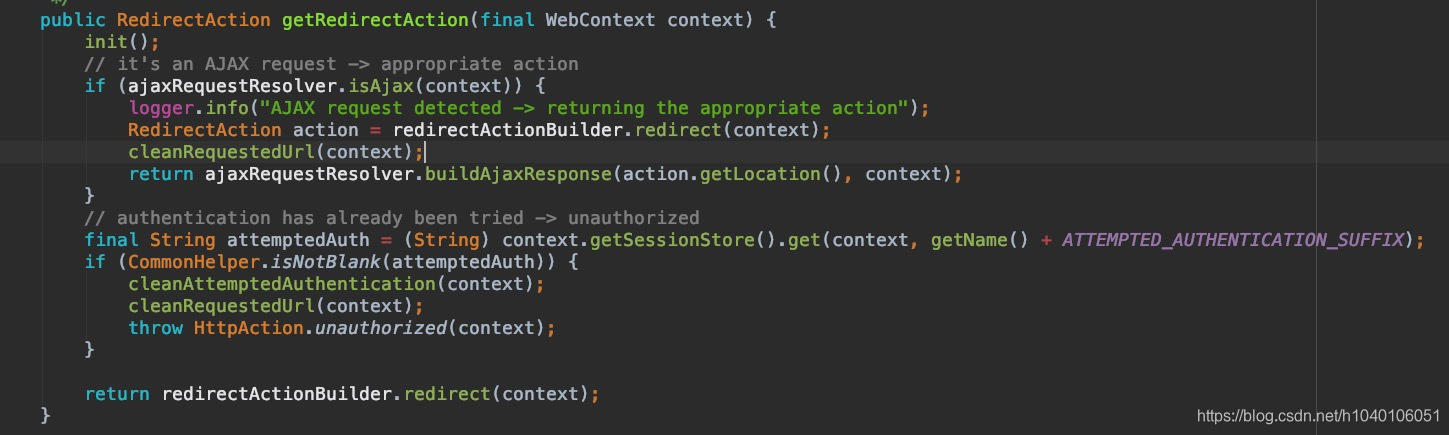 */
public RedirectAction getRedirectAction(final WebContext context) {
init();
// it's an AJAX request –> appropriate action
if (ajaxRequestResolver.isAjax(context)) {
logger.info("AJAX request detected –> returning the appropriate action");
RedirectAction action = redirectActionBuilder.redirect(context);
cleanRequestedUrl(context);
return ajaxRequestResolver.buildAjaxResponse(action.getLocation(), context);
}
// authentication has already been tried –> unauthorized
final String attemptedAuth = (String) context.getSessionStore().get(context, getName() + ATTEMPTED_AUTHENTICATION_SUFFIX);
if (CommonHelper.isNotBlank(attemptedAuth)) {
cleanAttemptedAuthentication(context);
cleanRequestedUrl(context);
throw HttpAction.unauthorized(context);
}
return redirectActionBuilder.redirect(context);
}
https://blog.csdn.net/h1040106051